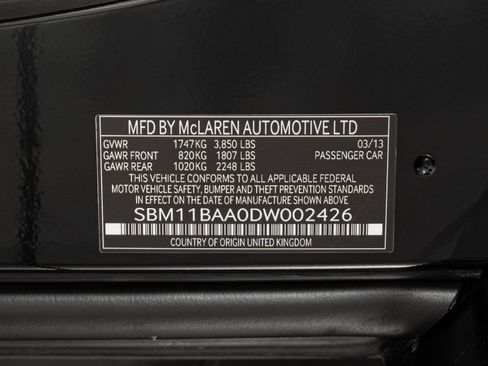 MFD BY McLAREN AUTOMOTIVE LTD
GVWR 1747KG 3,850 LBS 03/13
GAWR FRONT 820KG 1807 LBS PASSENGER CAR
GAWR REAR 1020KG 2248 LBS
THIS VEHICLE CONFORMS TO ALL APPLICABLE FEDERAL
MOTOR VEHICLE SAFETY, BUMPER AND THEFT PREVENTION STANDARDS
IN EFFECT ON THE DATE OF MANUFACTURE SHOWN ABOVE
SBM11BAA0DW002426
COUNTRY OF ORIGIN UNITED KINGDOM